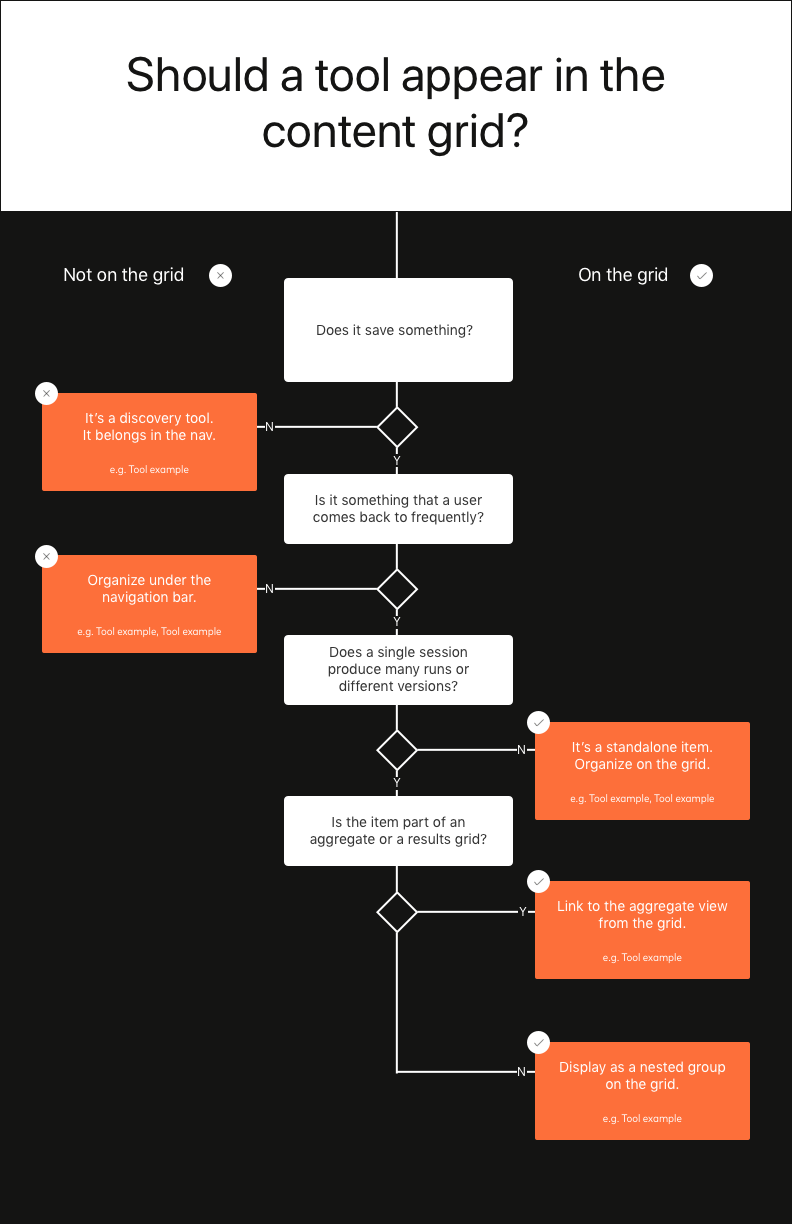 Should a tool appear in the
content grid?
Not on the grid
On the grid
Does it save something?
It’s a discovery tool.
It belongs in the nav.
e.g. Tool example
N
Y
Is it something that a user
comes back to frequently?
Organize under the
navigation bar.
e.g. Tool example, Tool example
N
Y
Does a single session
produce many runs or
different versions?
It’s a standalone item.
Organize on the grid.
e.g. Tool example, Tool example
N
Y
Is the item part of an
aggregate or a results grid?
Link to the aggregate view
from the grid.
e.g. Tool example
Y
Display as a nested group
on the grid.
e.g. Tool example
N